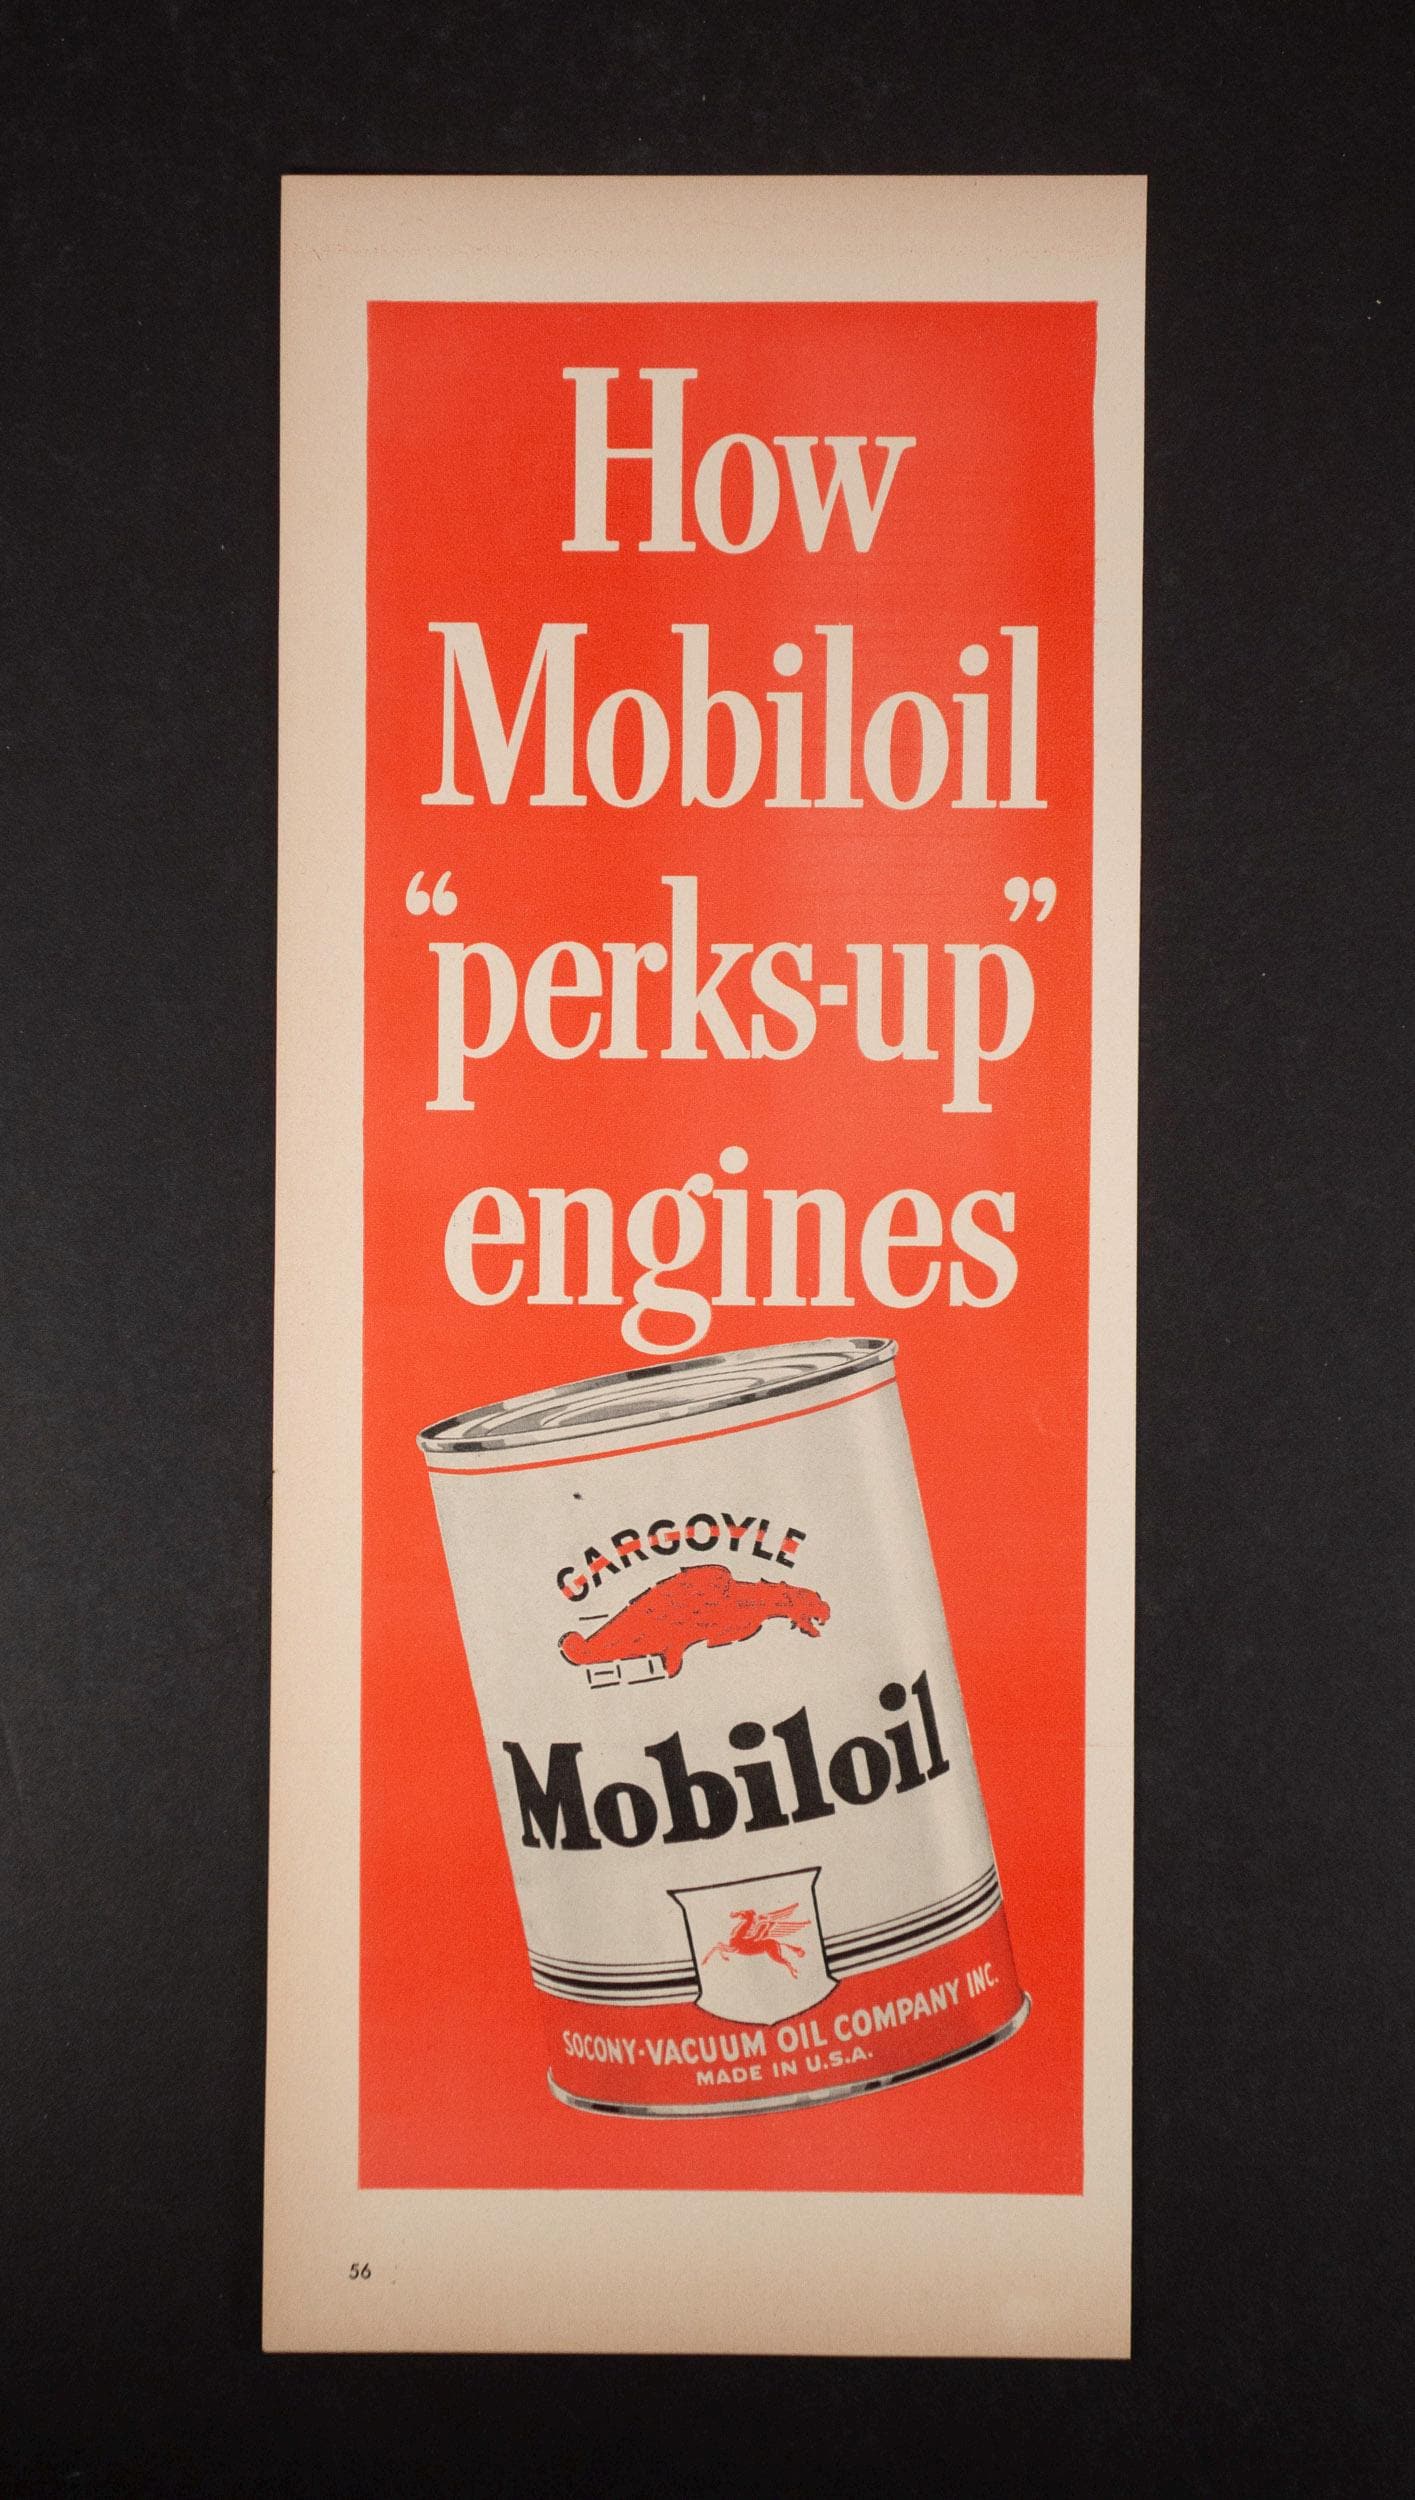 How
Mobiloil
“perks-up”
engines
GARGOYLE
Mobiloil
SOCONY-VACUUM OIL COMPANY INC.
MADE IN U.S.A.
56